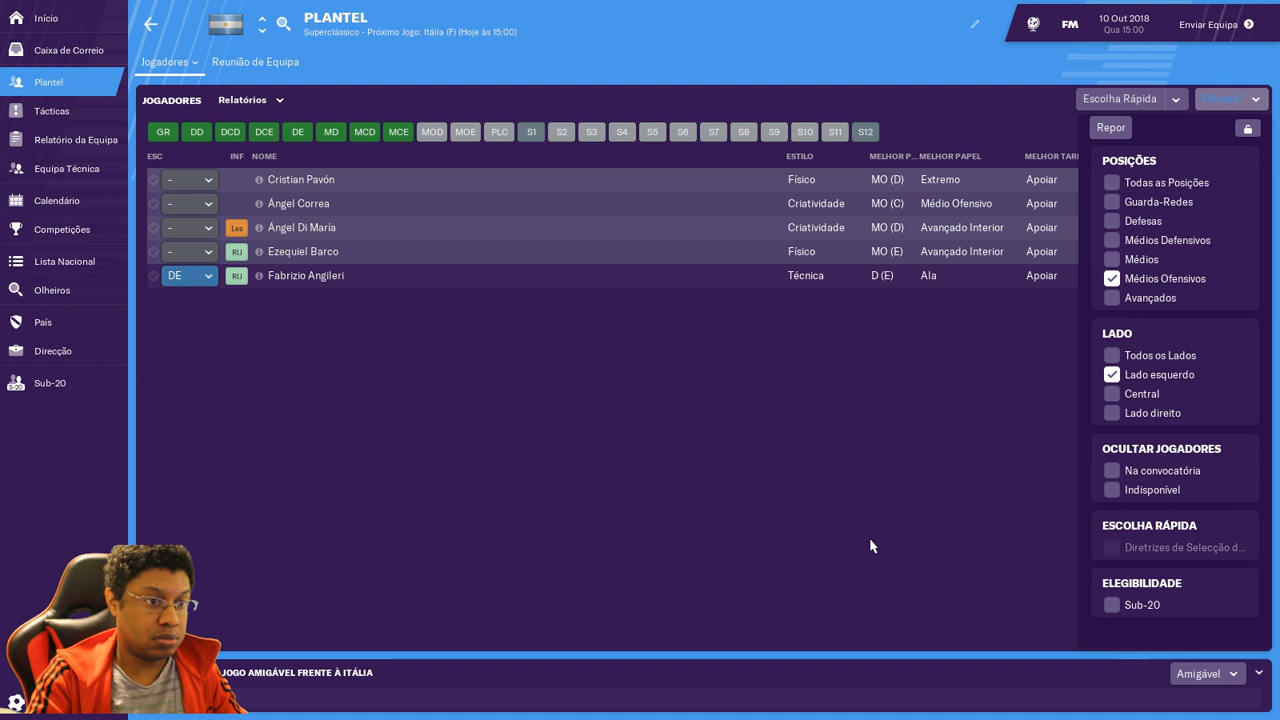 Início
Caixa de Correio
Plantel
Tácticas
Relatório da Equipa
Equipa Técnica
Calendário
Competições
Lista Nacional
Olheiros
País
Direcção
S-20
Sub-20
PLANTEL
Superclássico - Próximo Jogo: Itália (F) (Hoje às 15:00)
FM
10 Out 2018
Qua 15:00
Enviar Equipa
Jogadores
Reunião de Equipa
JOGADORES
Relatórios
Escolha Rápida
Filtrado
GR DD DCD DCE DE MD MCD MCE MOD MOE PLC S1 S2 S3 S4 S5 S6 S7 S8 S9 S10 S11 S12
ESC INF NOME ESTILO MELHOR P... MELHOR PAPEL MELHOR TARE
- Cristian Pavón Físico MO (D) Extremo Apoiar
- Ángel Correa Criatividade MO (C) Médio Ofensivo Apoiar
- Les Ángel Di María Criatividade MO (D) Avançado Interior Apoiar
- RIJ Ezequiel Barco Físico MO (E) Avançado Interior Apoiar
DE RIJ Fabrizio Angileri Técnica D (E) Ala Apoiar
Repor
POSIÇÕES
Todas as Posições
Guarda-Redes
Defesas
Médios Defensivos
Médios
Médios Ofensivos
Avançados
LADO
Todos os Lados
Lado esquerdo
Central
Lado direito
OCULTAR JOGADORES
Na convocatória
Indisponível
ESCOLHA RÁPIDA
Diretrizes de Selecção d...
ELEGIBILIDADE
Sub-20
JOGO AMIGÁVEL FRENTE À ITÁLIA
Amigável